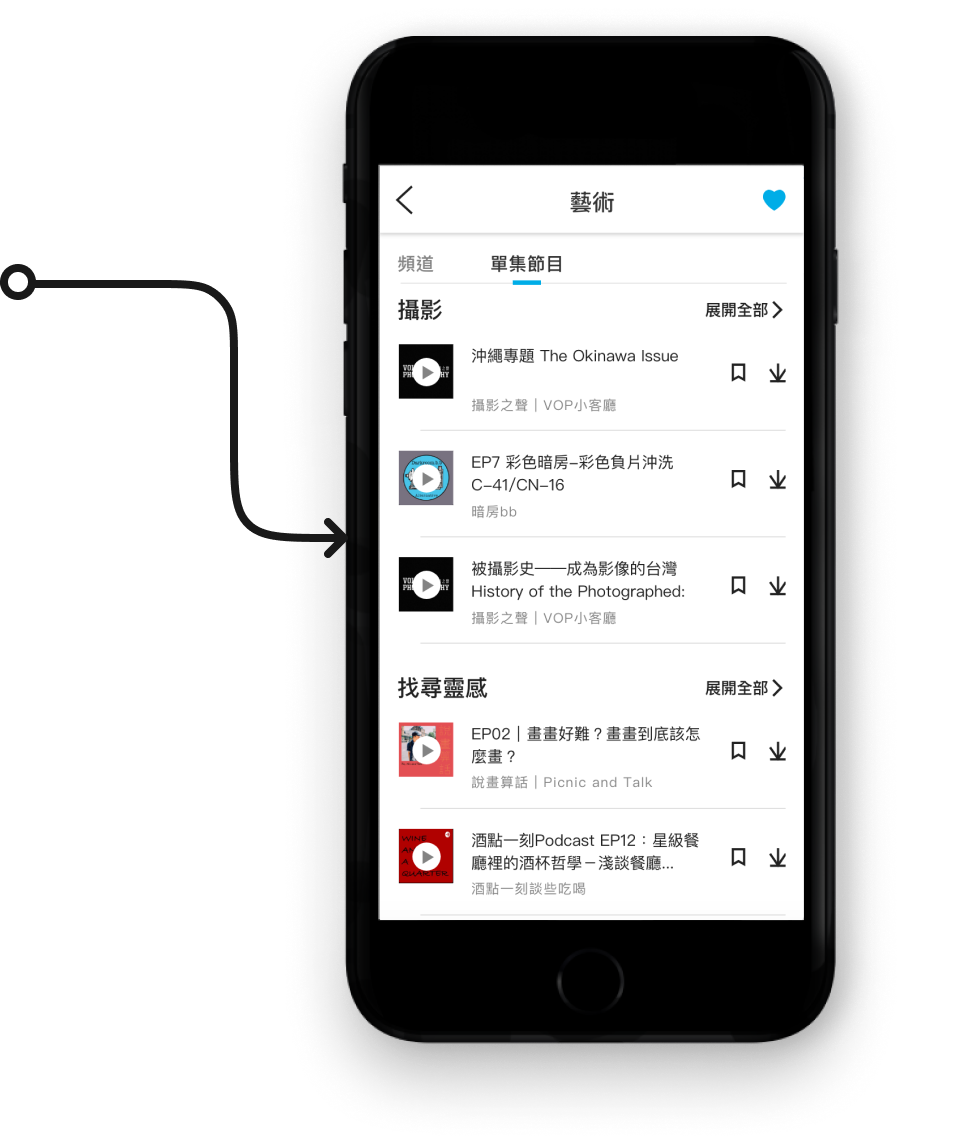 藝術
頻道
單集節目
攝影
展開全部
沖繩專題 The Okinawa Issue
攝影之聲｜VOP小客廳
EP7 彩色暗房–彩色負片沖洗
C–41/CN–16
暗房bb
被攝影史——成為影像的台灣
History of the Photographed:
攝影之聲｜VOP小客廳
找尋靈感
展開全部
EP02｜畫畫好難？畫畫到底該怎
麼畫？
說畫算話｜Picnic and Talk
酒點一刻Podcast EP12：星級餐
廳裡的酒杯哲學－淺談餐廳...
酒點一刻談些吃喝